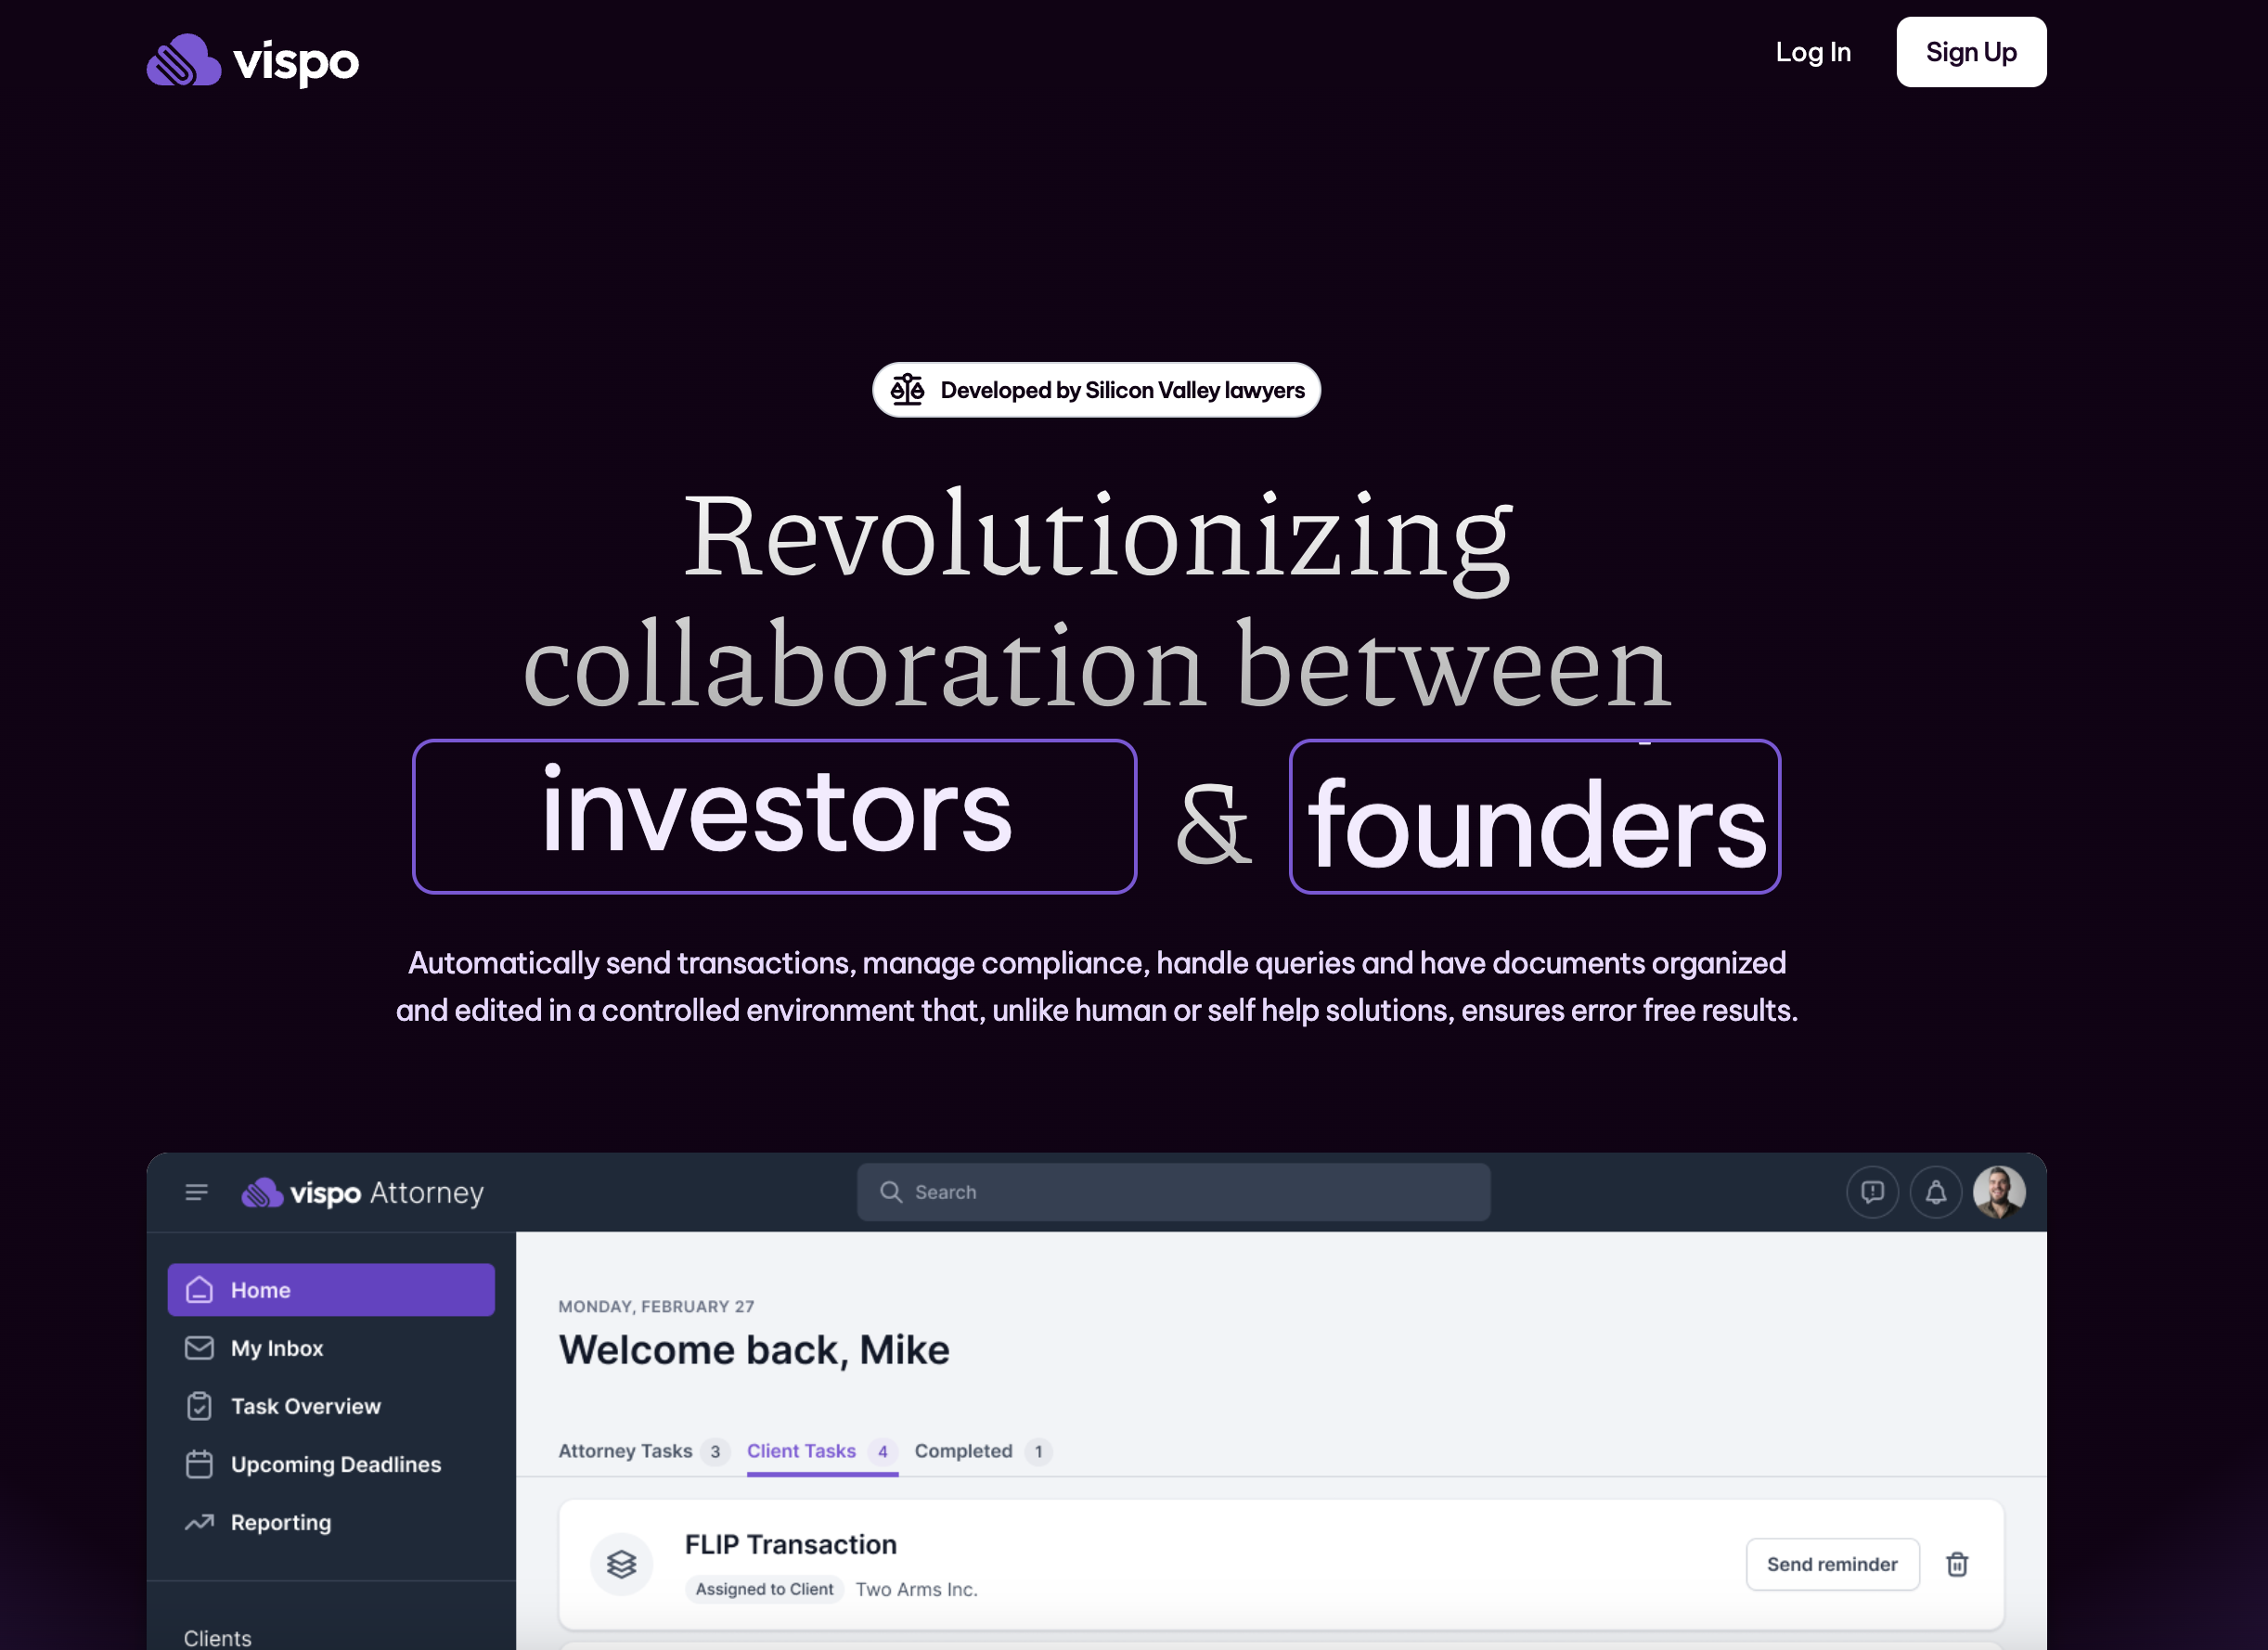 vispo
Log In
Sign Up
Developed by Silicon Valley lawyers
Revolutionizing
collaboration between
investors & founders
Automatically send transactions, manage compliance, handle queries and have documents organized
and edited in a controlled environment that, unlike human or self help solutions, ensures error free results.
vispo Attorney
Search
Home
My Inbox
Task Overview
Upcoming Deadlines
Reporting
Clients
MONDAY, FEBRUARY 27
Welcome back, Mike
Attorney Tasks 3 Client Tasks 4 Completed 1
FLIP Transaction
Assigned to Client Two Arms Inc.
Send reminder